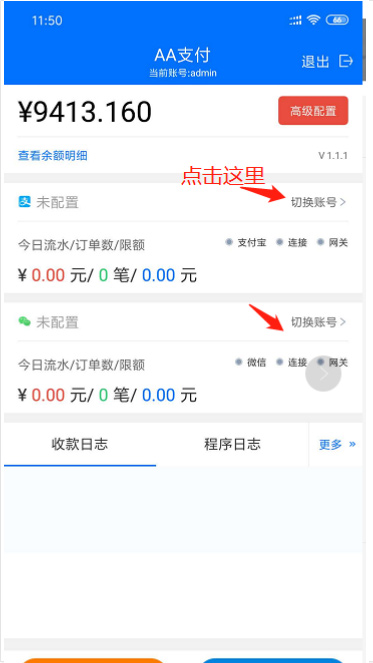 11:50
66
AA支付
当前账号:admin
退出
¥9413.160
高级配置
查看余额明细
V 1.1.1
点击这里
未配置
切换账号
今日流水/订单数/限额
支付宝 连接 网关
¥ 0.00 元/ 0 笔/ 0.00 元
未配置
切换账号
今日流水/订单数/限额
微信 连接 网关
¥ 0.00 元/ 0 笔/ 0.00 元
收款日志
程序日志
更多 »